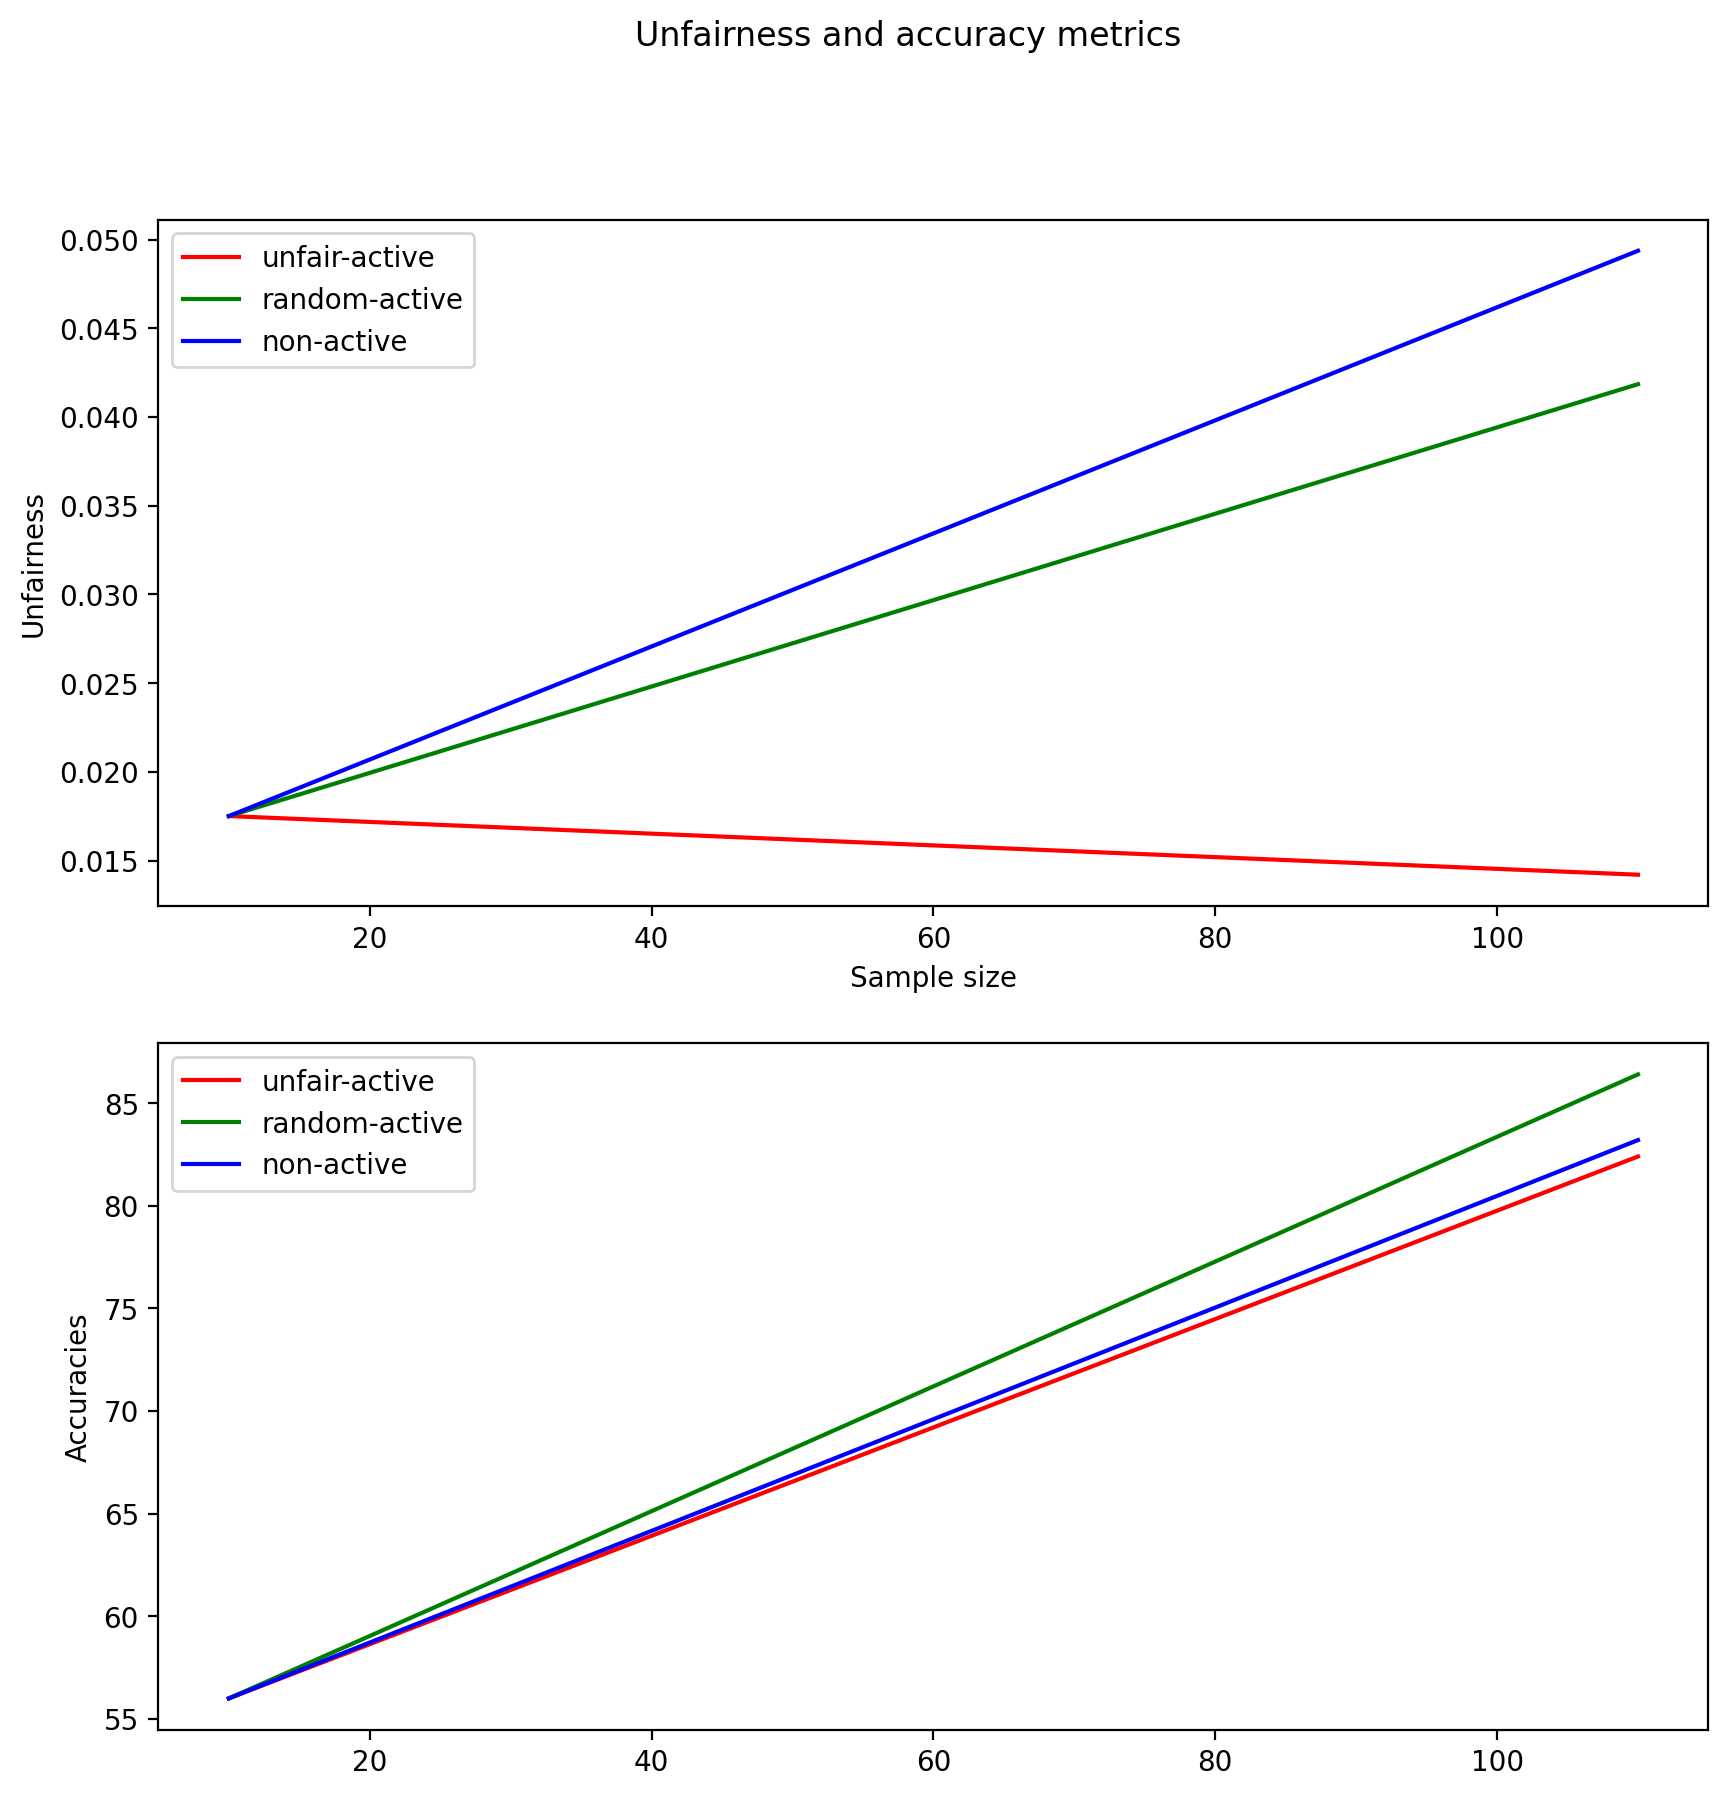 Unfairness and accuracy metrics
unfair-active
random-active
non-active
0.050
0.045
0.040
0.035
0.030
0.025
0.020
0.015
Unfairness
20 40 60 80 100
Sample size
unfair-active
random-active
non-active
85
80
75
70
65
60
55
Accuracies
20 40 60 80 100